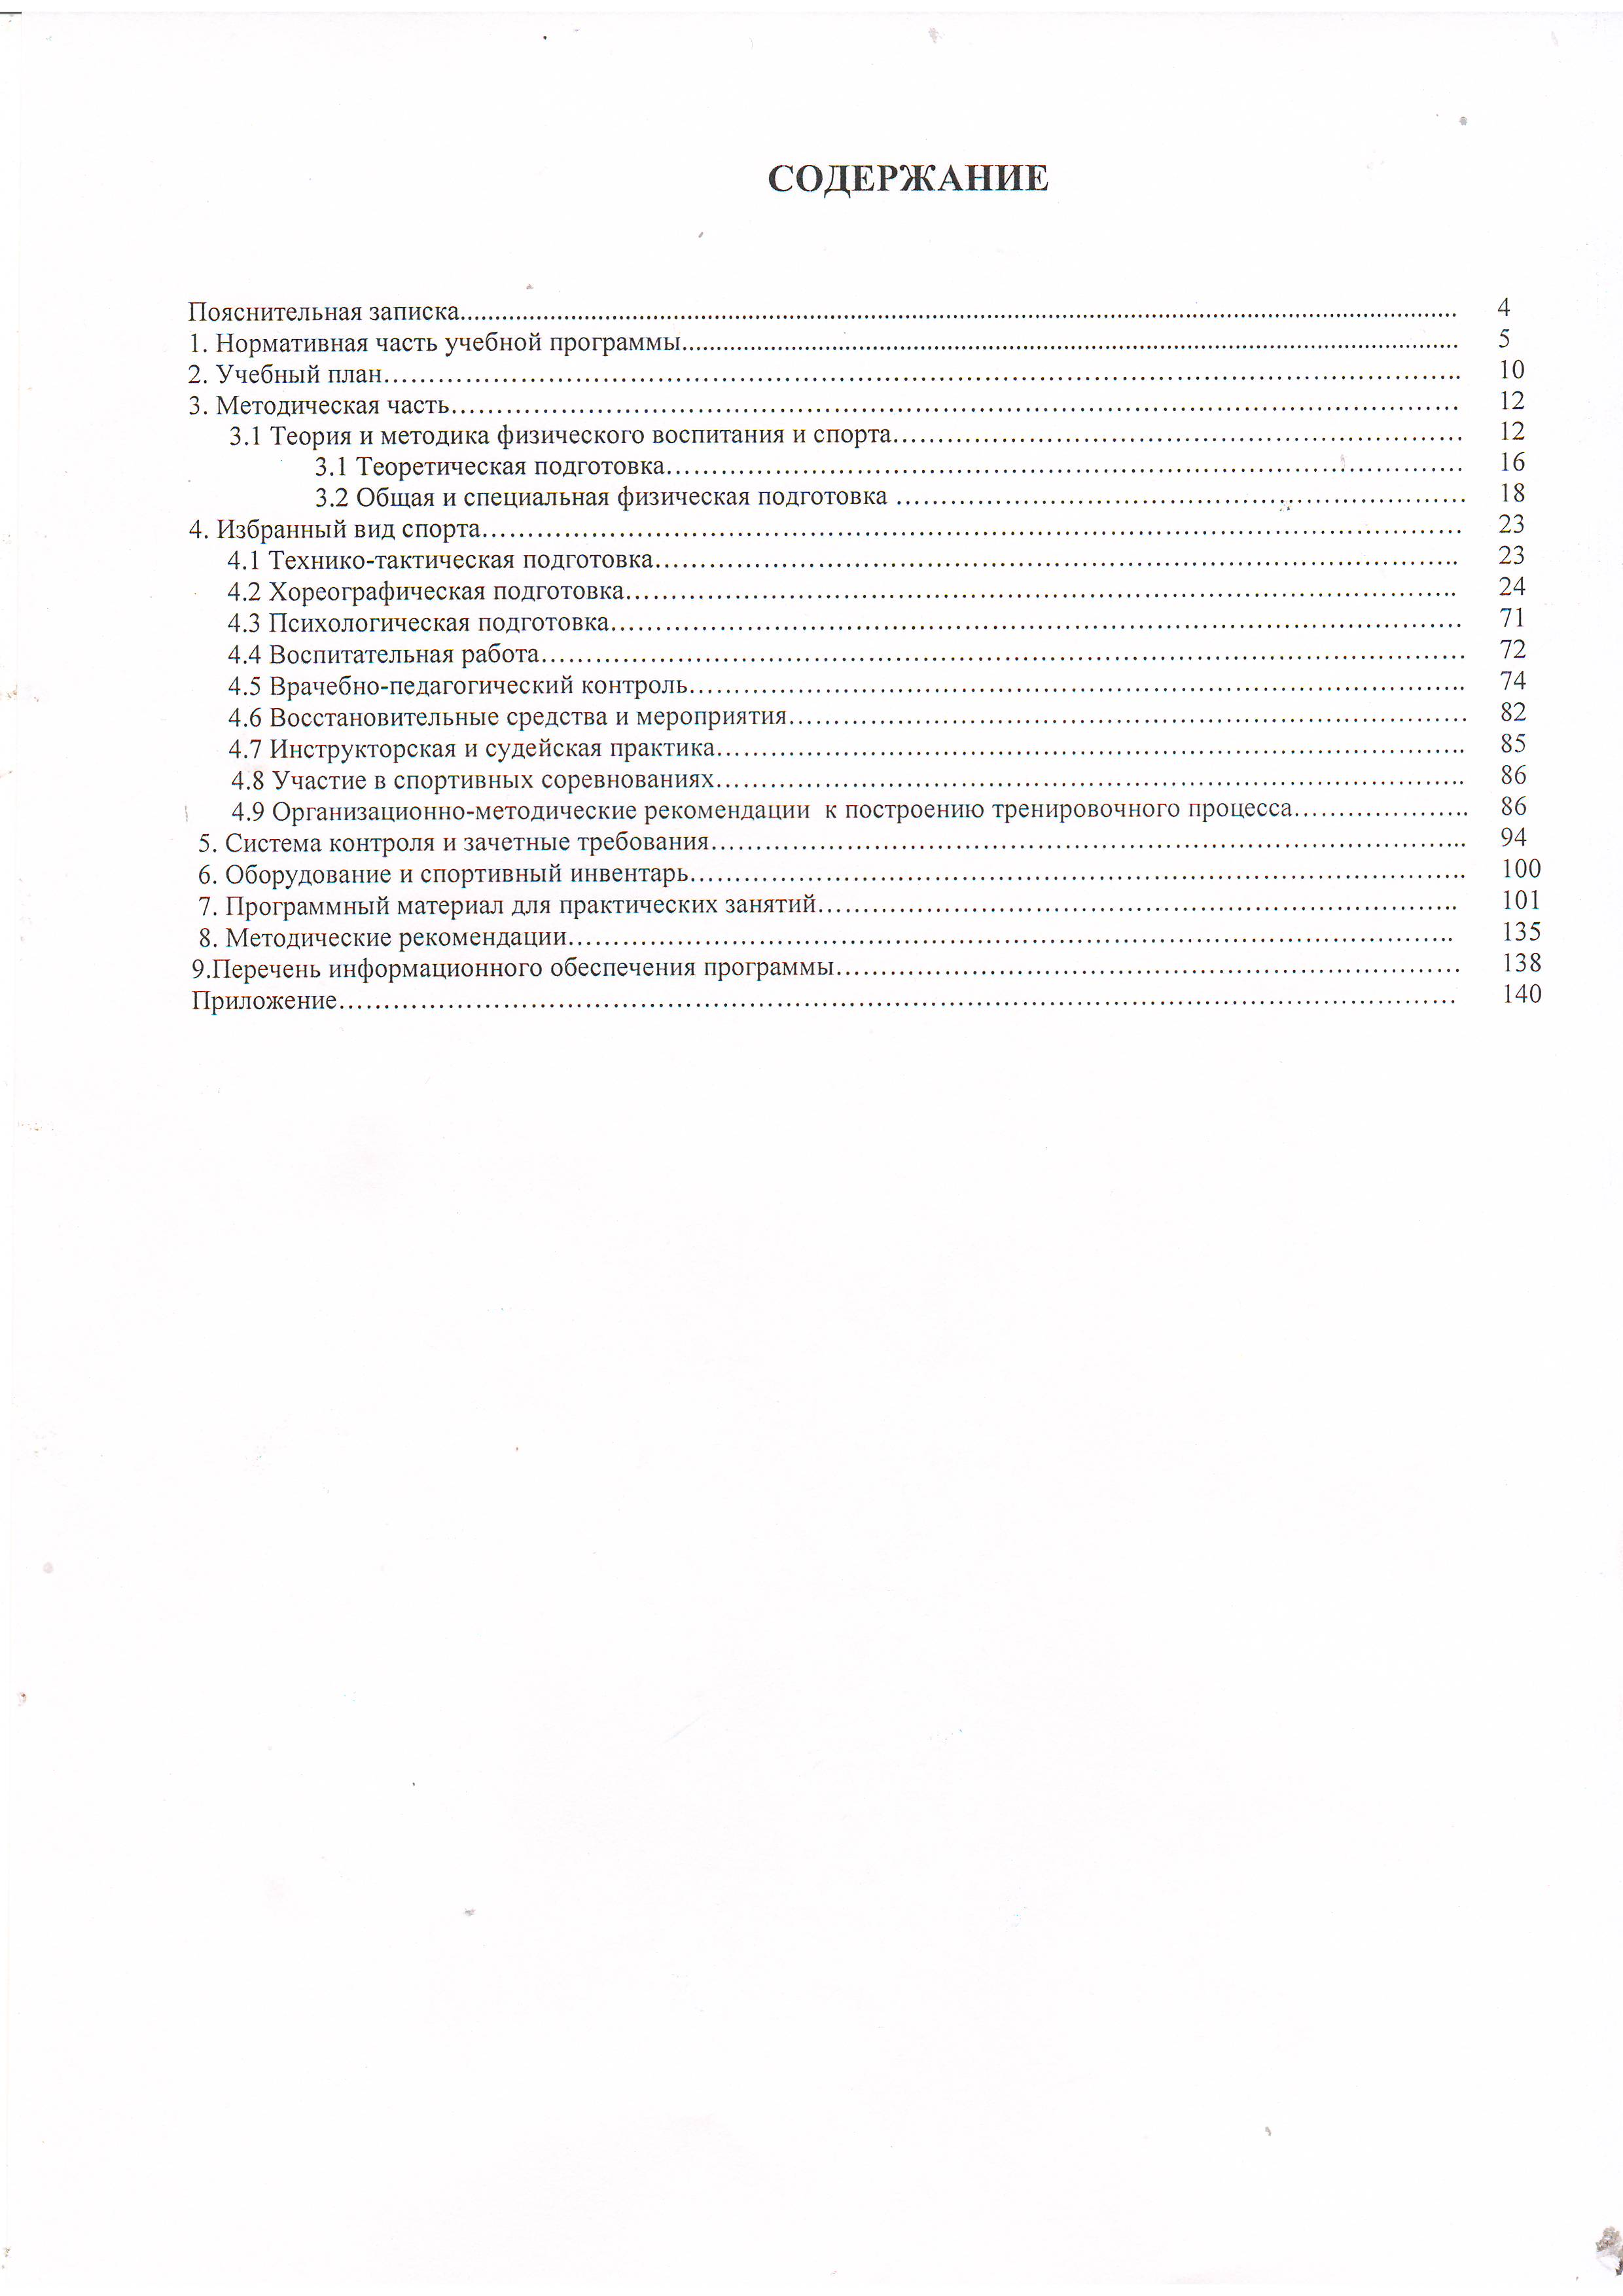 СОДЕРЖАНИЕ
Пояснительная записка........................................................................ 4
1. Нормативная часть учебной программы........................................................................ 5
2. Учебный план........................................................................ 10
3. Методическая часть........................................................................ 12
3.1 Теория и методика физического воспитания и спорта........................................................................ 12
3.1 Теоретическая подготовка........................................................................ 16
3.2 Общая и специальная физическая подготовка ........................................................................ 18
4. Избранный вид спорта........................................................................ 23
4.1 Технико-тактическая подготовка........................................................................ 23
4.2 Хореографическая подготовка........................................................................ 24
4.3 Психологическая подготовка........................................................................ 71
4.4 Воспитательная работа........................................................................ 72
4.5 Врачебно-педагогический контроль........................................................................ 74
4.6 Восстановительные средства и мероприятия........................................................................ 82
4.7 Инструкторская и судейская практика........................................................................ 85
4.8 Участие в спортивных соревнованиях........................................................................ 86
4.9 Организационно-методические рекомендации к построению тренировочного процесса.................... 86
5. Система контроля и зачетные требования........................................................................ 94
6. Оборудование и спортивный инвентарь........................................................................ 100
7. Программный материал для практических занятий........................................................................ 101
8. Методические рекомендации........................................................................ 135
9.Перечень информационного обеспечения программы........................................................................ 138
Приложение........................................................................ 140